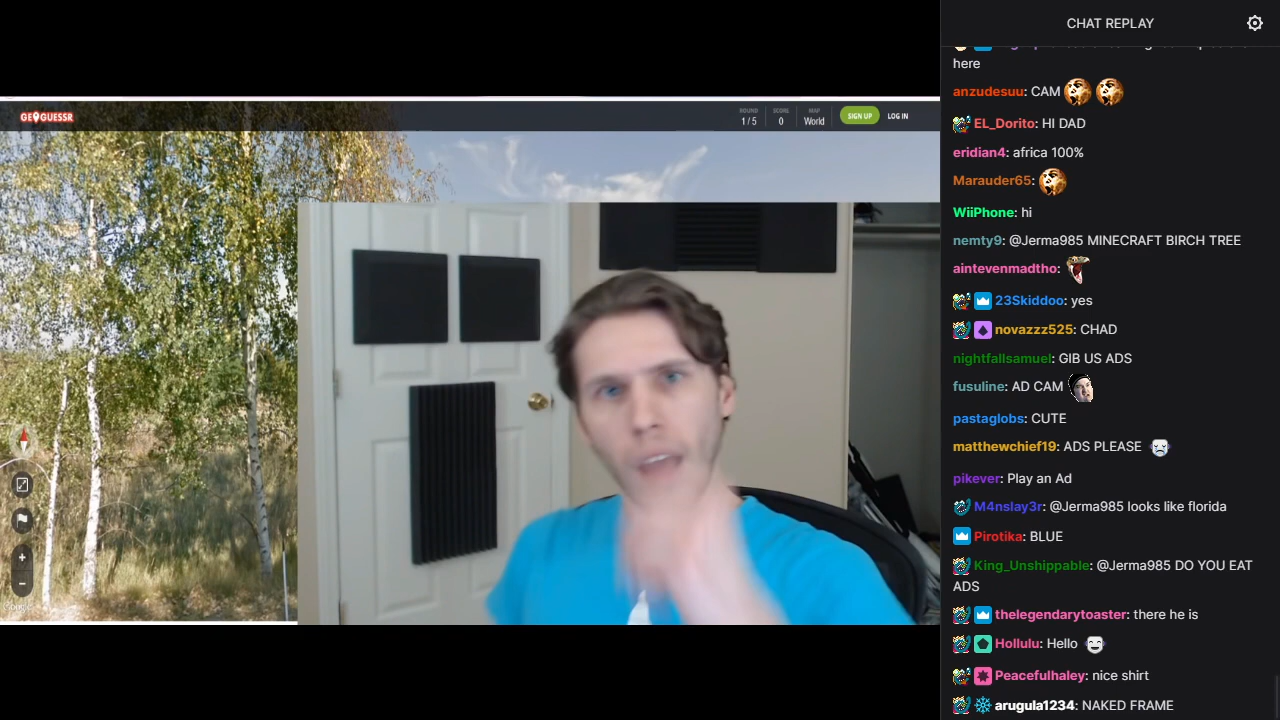 CHAT REPLAY
here
GEOGUESSR
ROUND
1 / 5
SCORE
0
MAP
World
SIGN UP
LOG IN
anzudesuu: CAM
EL_Dorito: HI DAD
eridian4: africa 100%
Marauder65:
WiiPhone: hi
nemty9: @Jerma985 MINECRAFT BIRCH TREE
aintevenmadtho:
23Skiddoo: yes
novazzz525: CHAD
nightfallsamuel: GIB US ADS
fusuline: AD CAM
pastaglobs: CUTE
matthewchief19: ADS PLEASE
pikever: Play an Ad
M4nslay3r: @Jerma985 looks like florida
Pirotika: BLUE
King_Unshippable: @Jerma985 DO YOU EAT
ADS
thelegendarytoaster: there he is
Hollulu: Hello
Peacefulhaley: nice shirt
arugula1234: NAKED FRAME
Google